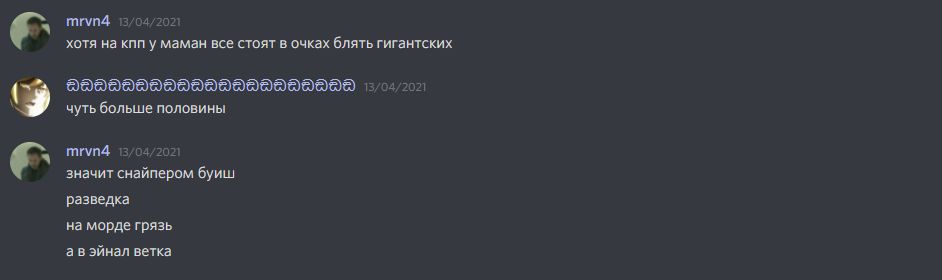 mrvn4 13/04/2021
хотя на кпп у маман все стоят в очках блять гигантских
13/04/2021
чуть больше половины
mrvn4 13/04/2021
значит снайпером буиш
разведка
на морде грязь
а в эйнал ветка